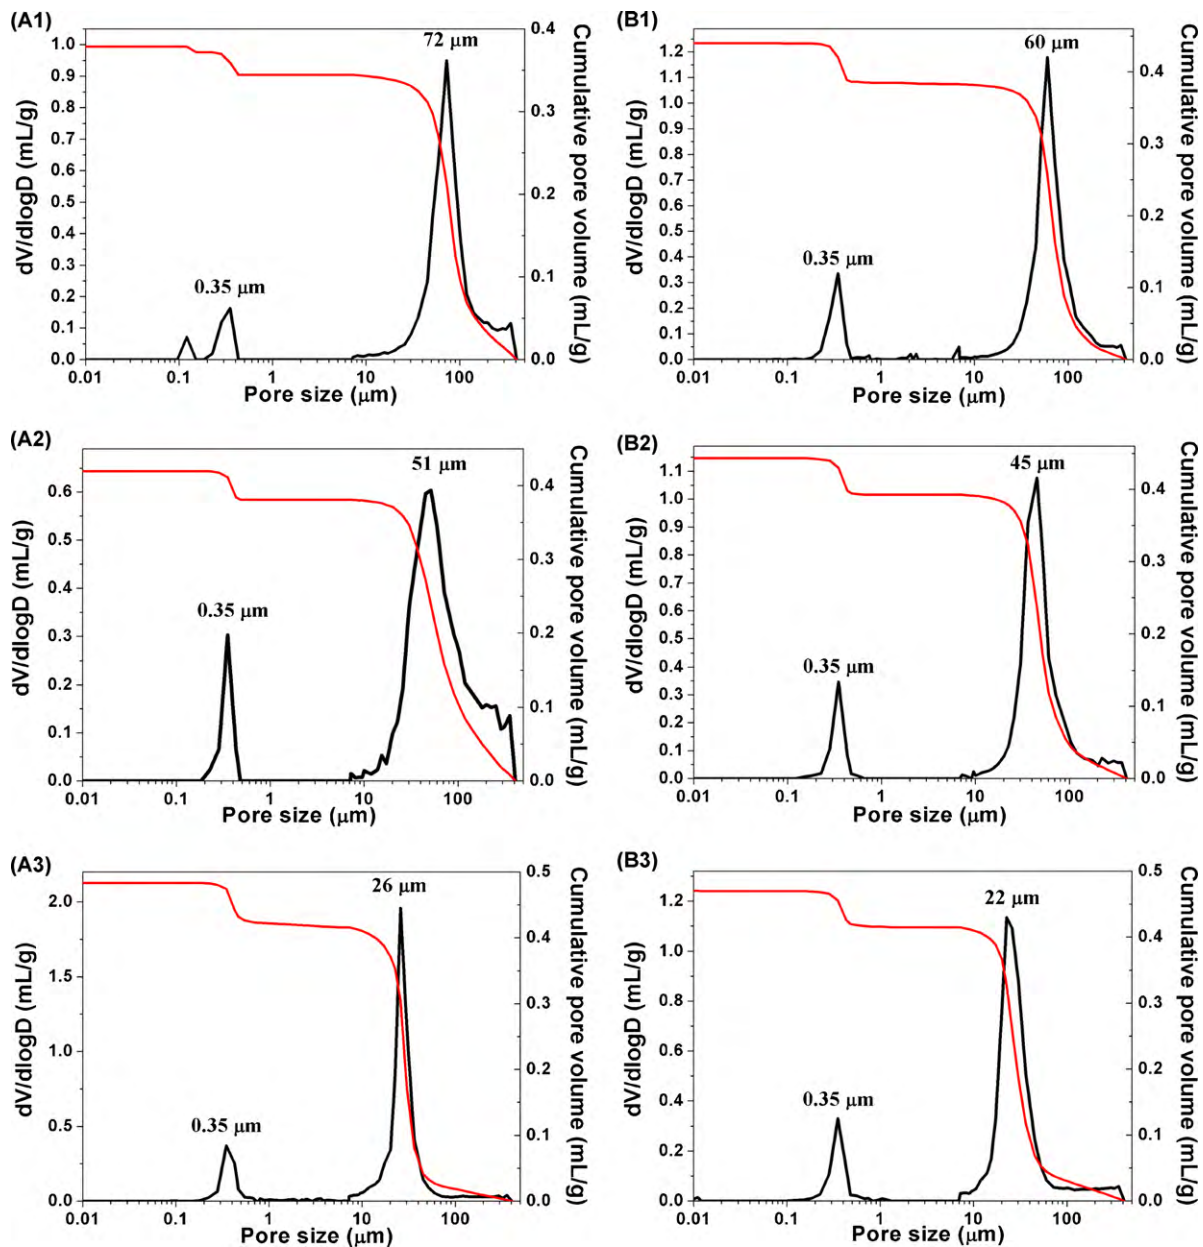 (A1)
72 μm
0.35 μm
dV/dlogD (mL/g)
1.0
0.9
0.8
0.7
0.6
0.5
0.4
0.3
0.2
0.1
0.0
0.01 0.1 1 10 100
Pore size (μm)
0.4
0.3
0.2
0.1
0.0
Cumulative pore volume (mL/g)
(B1)
60 μm
0.35 μm
dV/dlogD (mL/g)
1.2
1.1
1.0
0.9
0.8
0.7
0.6
0.5
0.4
0.3
0.2
0.1
0.0
0.01 0.1 1 10 100
Pore size (μm)
0.4
0.3
0.2
0.1
0.0
Cumulative pore volume (mL/g)
(A2)
51 μm
0.35 μm
dV/dlogD (mL/g)
0.6
0.5
0.4
0.3
0.2
0.1
0.0
0.01 0.1 1 10 100
Pore size (μm)
0.4
0.3
0.2
0.1
0.0
Cumulative pore volume (mL/g)
(B2)
45 μm
0.35 μm
dV/dlogD (mL/g)
1.1
1.0
0.9
0.8
0.7
0.6
0.5
0.4
0.3
0.2
0.1
0.0
0.01 0.1 1 10 100
Pore size (μm)
0.4
0.3
0.2
0.1
0.0
Cumulative pore volume (mL/g)
(A3)
26 μm
0.35 μm
dV/dlogD (mL/g)
2.0
1.5
1.0
0.5
0.0
0.01 0.1 1 10 100
Pore size (μm)
0.5
0.4
0.3
0.2
0.1
0.0
Cumulative pore volume (mL/g)
(B3)
22 μm
0.35 μm
dV/dlogD (mL/g)
1.2
1.0
0.8
0.6
0.4
0.2
0.0
0.01 0.1 1 10 100
Pore size (μm)
0.5
0.4
0.3
0.2
0.1
0.0
Cumulative pore volume (mL/g)